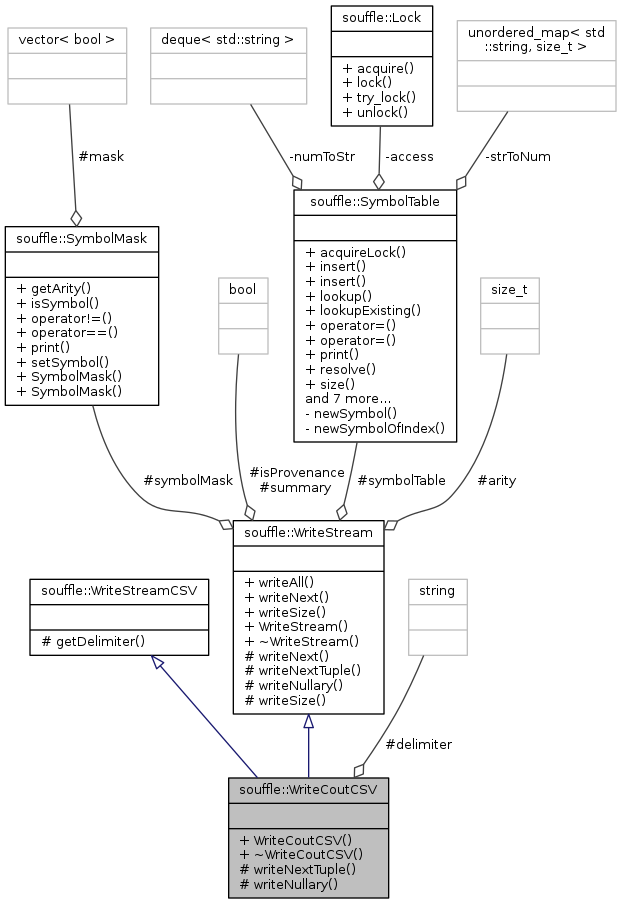 vector< bool >
deque< std::string >
souffle::Lock
+ acquire()
+ lock()
+ try_lock()
+ unlock()
unordered_map< std
::string, size_t >
#mask
-numToStr
-access
-strToNum
souffle::SymbolMask
+ getArity()
+ isSymbol()
+ operator!=()
+ operator==()
+ print()
+ setSymbol()
+ SymbolMask()
+ SymbolMask()
bool
souffle::SymbolTable
+ acquireLock()
+ insert()
+ insert()
+ lookup()
+ lookupExisting()
+ operator=()
+ operator=()
+ print()
+ resolve()
+ size()
and 7 more...
- newSymbol()
- newSymbolOfIndex()
size_t
#symbolMask
#isProvenance
#summary
#symbolTable
#arity
souffle::WriteStreamCSV
# getDelimiter()
souffle::WriteStream
+ writeAll()
+ writeNext()
+ writeSize()
+ WriteStream()
+ ~WriteStream()
# writeNext()
# writeNextTuple()
# writeNullary()
# writeSize()
string
#delimiter
souffle::WriteCoutCSV
+ WriteCoutCSV()
+ ~WriteCoutCSV()
# writeNextTuple()
# writeNullary()